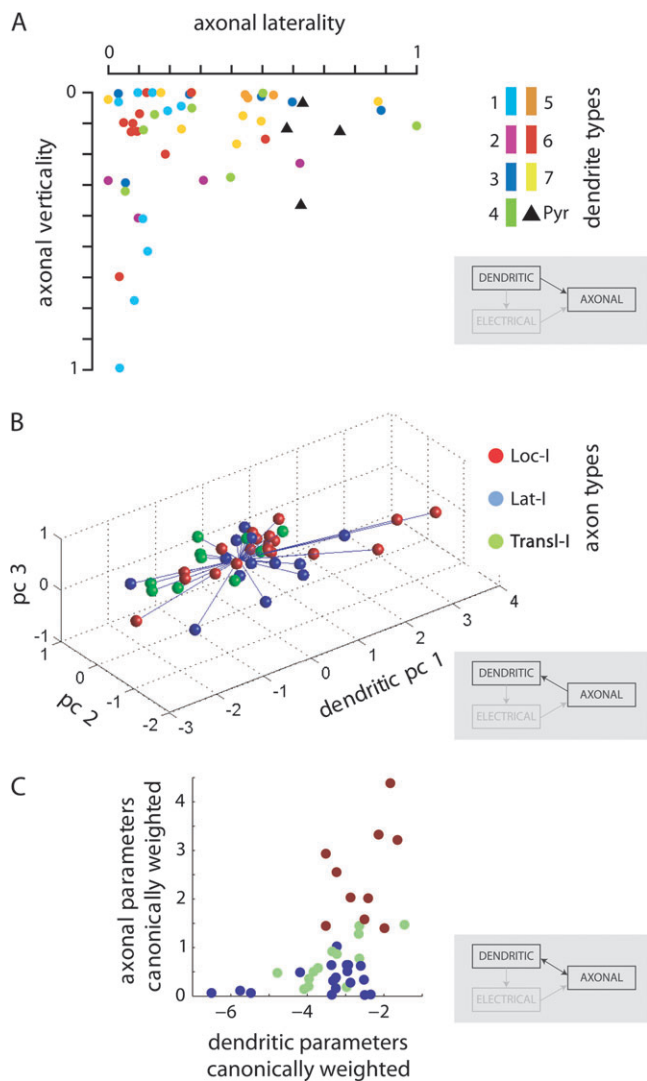 A
axonal laterality
0 1
0
axonal verticality
1
1 5
2 6
3 7
4 Pyr
dendrite types
DENDRITIC
AXONAL
ELECTRICAL
B
Loc-I
Lat-I
Transl-I
axon types
pc 3
1
0
-1
1
0
-1
-2
pc 2
-3
-2
-1
0
1
2
3
4
dendritic pc 1
DENDRITIC
AXONAL
ELECTRICAL
C
axonal parameters
canonically weighted
4
3
2
1
0
−6 −4 −2
dendritic parameters
canonically weighted
DENDRITIC
AXONAL
ELECTRICAL